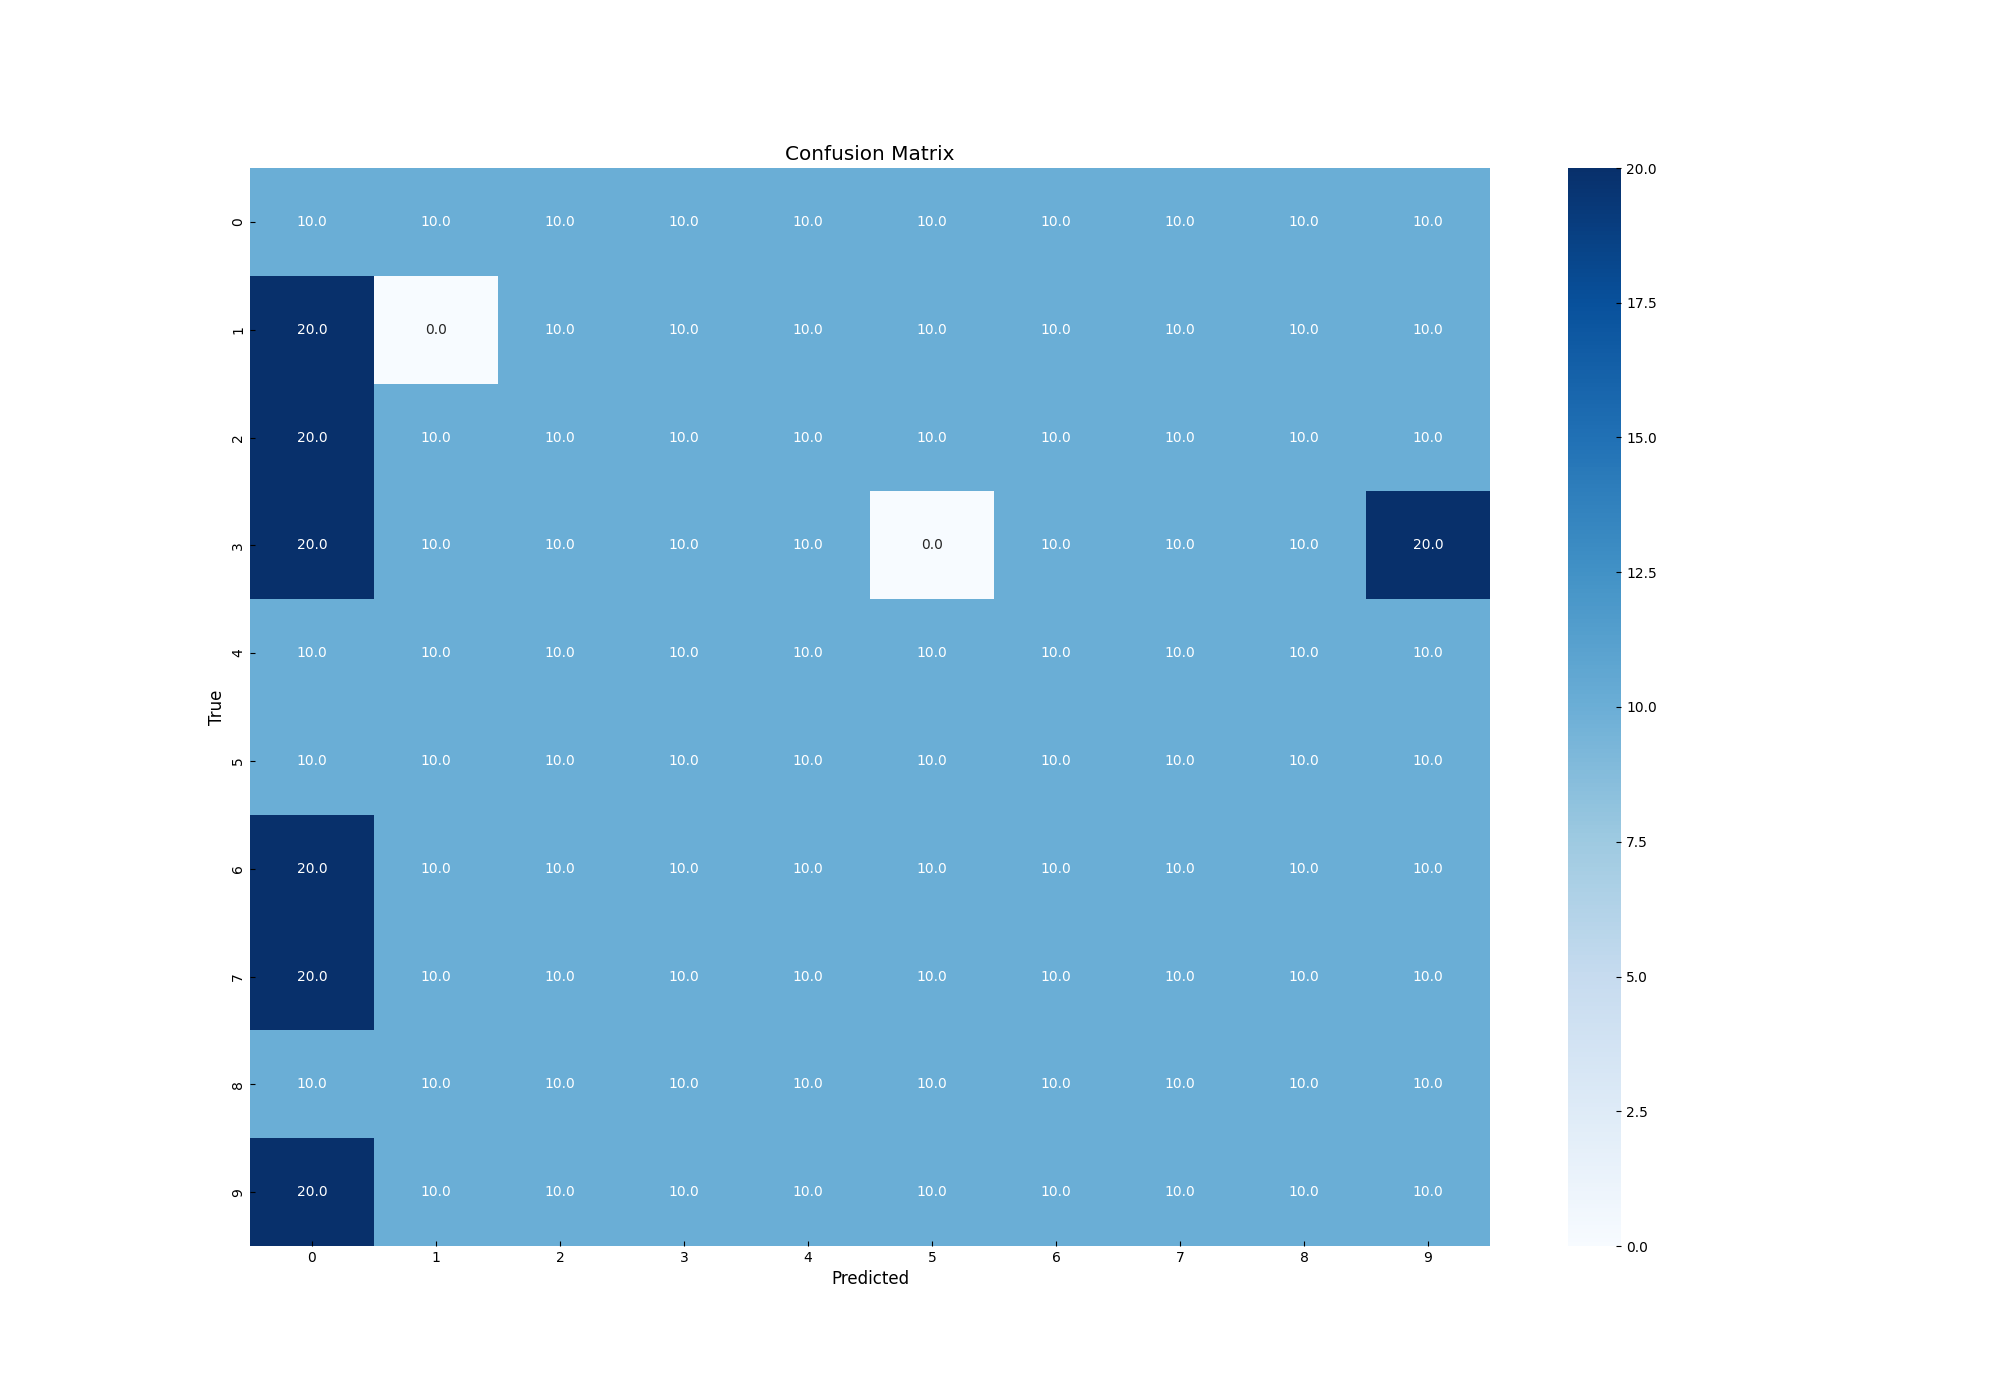 Confusion Matrix
0 10.0 10.0 10.0 10.0 10.0 10.0 10.0 10.0 10.0 10.0
1 20.0 0.0 10.0 10.0 10.0 10.0 10.0 10.0 10.0 10.0
2 20.0 10.0 10.0 10.0 10.0 10.0 10.0 10.0 10.0 10.0
3 20.0 10.0 10.0 10.0 10.0 0.0 10.0 10.0 10.0 20.0
4 10.0 10.0 10.0 10.0 10.0 10.0 10.0 10.0 10.0 10.0
5 10.0 10.0 10.0 10.0 10.0 10.0 10.0 10.0 10.0 10.0
6 20.0 10.0 10.0 10.0 10.0 10.0 10.0 10.0 10.0 10.0
7 20.0 10.0 10.0 10.0 10.0 10.0 10.0 10.0 10.0 10.0
8 10.0 10.0 10.0 10.0 10.0 10.0 10.0 10.0 10.0 10.0
9 20.0 10.0 10.0 10.0 10.0 10.0 10.0 10.0 10.0 10.0
0 1 2 3 4 5 6 7 8 9
Predicted
True
20.0
17.5
15.0
12.5
10.0
7.5
5.0
2.5
0.0